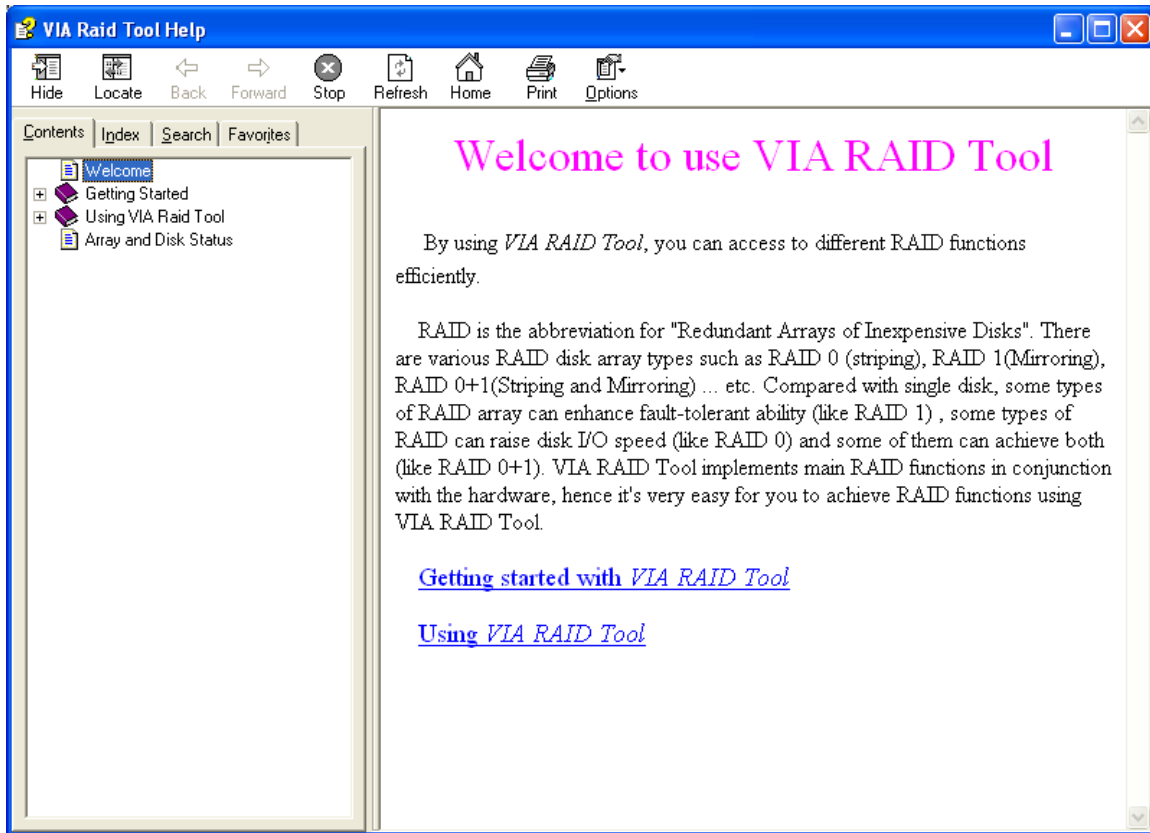 VIA Raid Tool Help
Hide Locate Back Forward Stop Refresh Home Print Options
Contents Index Search Favorites
Welcome
Getting Started
Using VIA Raid Tool
Array and Disk Status
Welcome to use VIA RAID Tool
By using VIA RAID Tool, you can access to different RAID functions
efficiently.
RAID is the abbreviation for "Redundant Arrays of Inexpensive Disks". There
are various RAID disk array types such as RAID 0 (striping), RAID 1(Mirroring),
RAID 0+1(Striping and Mirroring) ... etc. Compared with single disk, some types
of RAID array can enhance fault-tolerant ability (like RAID 1) , some types of
RAID can raise disk I/O speed (like RAID 0) and some of them can achieve both
(like RAID 0+1). VIA RAID Tool implements main RAID functions in conjunction
with the hardware, hence it's very easy for you to achieve RAID functions using
VIA RAID Tool.
Getting started with VIA RAID Tool
Using VIA RAID Tool